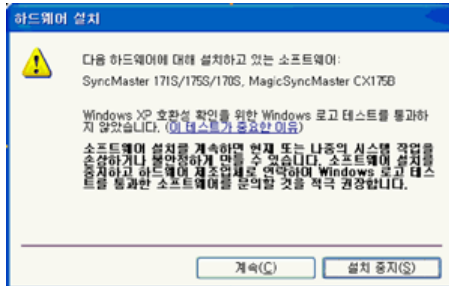 하드웨어 설치
다음 하드웨어에 대해 설치하고 있는 소프트웨어:
SyncMaster 171S/175S/170S, MagicSyncMaster CX175B
Windows XP 호환성 확인을 위한 Windows 로고 테스트를 통과하
지 않았습니다. (이 테스트가 중요한 이유)
소프트웨어 설치를 계속하면 현재 또는 나중의 시스템 작업을
손상하거나 불안정하게 만들 수 있습니다. 소프트웨어 설치를
중지하고 하드웨어 제조업체로 연락하여 Windows 로고 테스
트를 통과한 소프트웨어를 문의할 것을 적극 권장합니다.
계속(C)
설치 중지(S)